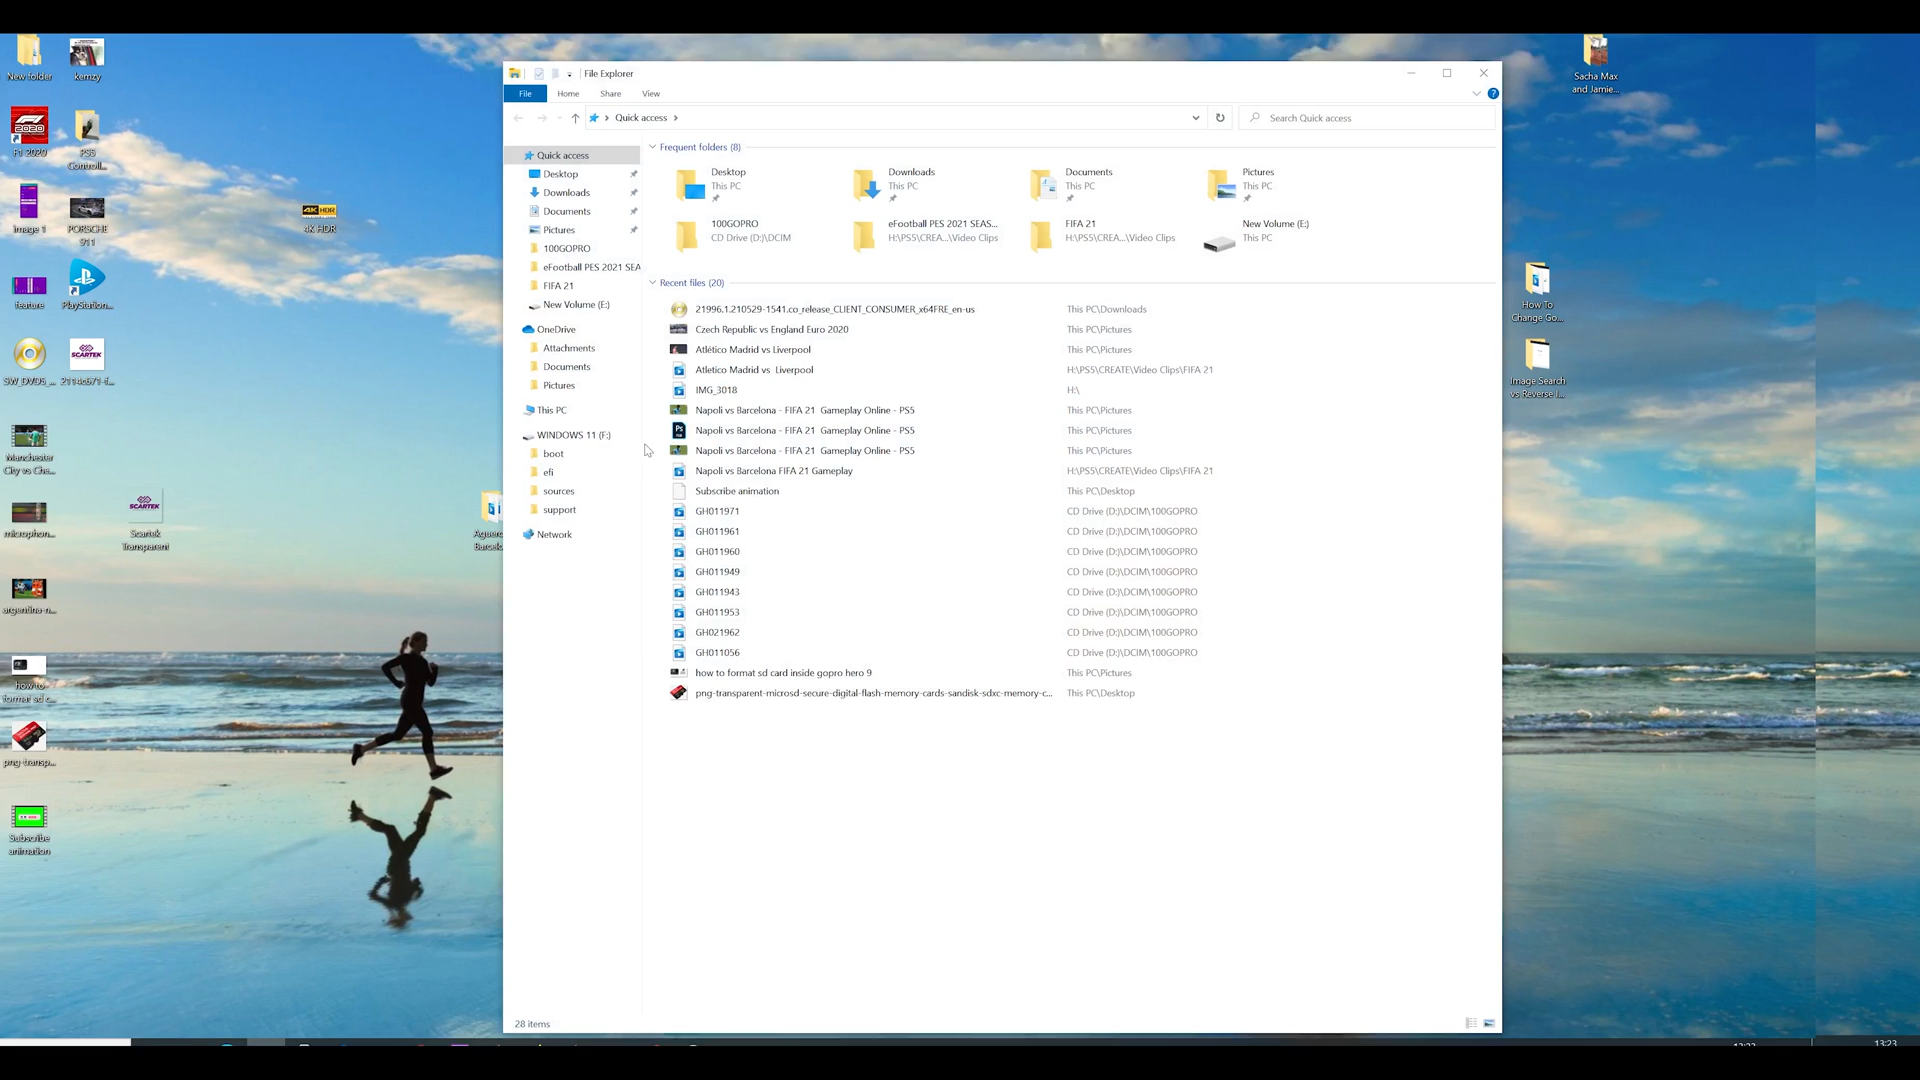 New folder
kemzy
F1 2020
PS5
Controll...
image 1
PORSCHE
911
4K HDR
feature
PlayStation...
SW_DVD5_...
SCARTEK
Manchester
City vs Che...
microphon...
SCARTEK
Scartek
Transparent
Aguero
argentina-n...
how to
format sd c...
png-transp...
Subscribe
animation
File Explorer
File
Home
Share
View
Quick access
Search Quick access
Quick access
Desktop
Downloads
Documents
Pictures
100GOPRO
eFootball PES 2021 SEA
FIFA 21
New Volume (E:)
OneDrive
Attachments
Documents
Pictures
This PC
WINDOWS 11 (F:)
boot
efi
sources
support
Network
Frequent folders (8)
Desktop
This PC
Downloads
This PC
Documents
This PC
Pictures
This PC
100GOPRO
CD Drive (D:)\DCIM
eFootball PES 2021 SEAS...
H:\PS5\CREA...\Video Clips
FIFA 21
H:\PS5\CREA...\Video Clips
New Volume (E:)
This PC
Recent files (20)
21996.1.210529-1541.co_release_CLIENT_CONSUMER_x64FRE_en-us This PC\Downloads
Czech Republic vs England Euro 2020 This PC\Pictures
Atlético Madrid vs Liverpool This PC\Pictures
Atletico Madrid vs  Liverpool H:\PS5\CREATE\Video Clips\FIFA 21
IMG_3018 H:\
Napoli vs Barcelona - FIFA 21  Gameplay Online - PS5 This PC\Pictures
Napoli vs Barcelona - FIFA 21  Gameplay Online - PS5 This PC\Pictures
Napoli vs Barcelona - FIFA 21  Gameplay Online - PS5 This PC\Pictures
Napoli vs Barcelona FIFA 21 Gameplay H:\PS5\CREATE\Video Clips\FIFA 21
Subscribe animation This PC\Desktop
GH011971 CD Drive (D:)\DCIM\100GOPRO
GH011961 CD Drive (D:)\DCIM\100GOPRO
GH011960 CD Drive (D:)\DCIM\100GOPRO
GH011949 CD Drive (D:)\DCIM\100GOPRO
GH011943 CD Drive (D:)\DCIM\100GOPRO
GH011953 CD Drive (D:)\DCIM\100GOPRO
GH021962 CD Drive (D:)\DCIM\100GOPRO
GH011056 CD Drive (D:)\DCIM\100GOPRO
how to format sd card inside gopro hero 9 This PC\Pictures
png-transparent-microsd-secure-digital-flash-memory-cards-sandisk-sdxc-memory-c... This PC\Desktop
28 items
Sacha Max
and Jamie...
How To
Change Go...
Image Search
vs Reverse I...
13:23